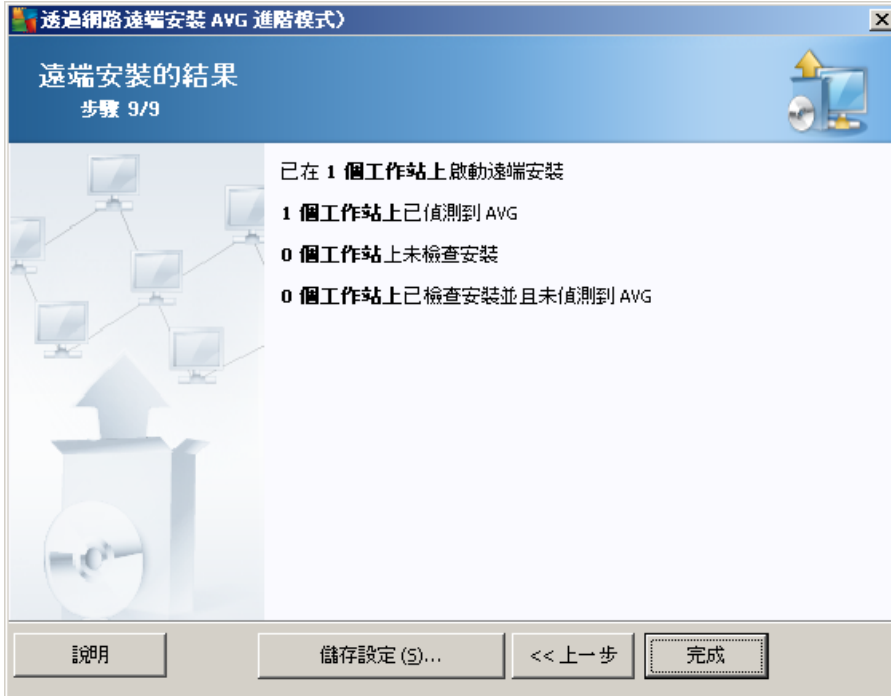 透過網路遠端安裝 AVG 進階模式)
遠端安裝的結果
步驟 9/9
已在 1 個工作站上啟動遠端安裝
1 個工作站上已偵測到 AVG
0 個工作站上未檢查安裝
0 個工作站上已檢查安裝並且未偵測到 AVG
說明
儲存設定(S)...
<< 上一步
完成